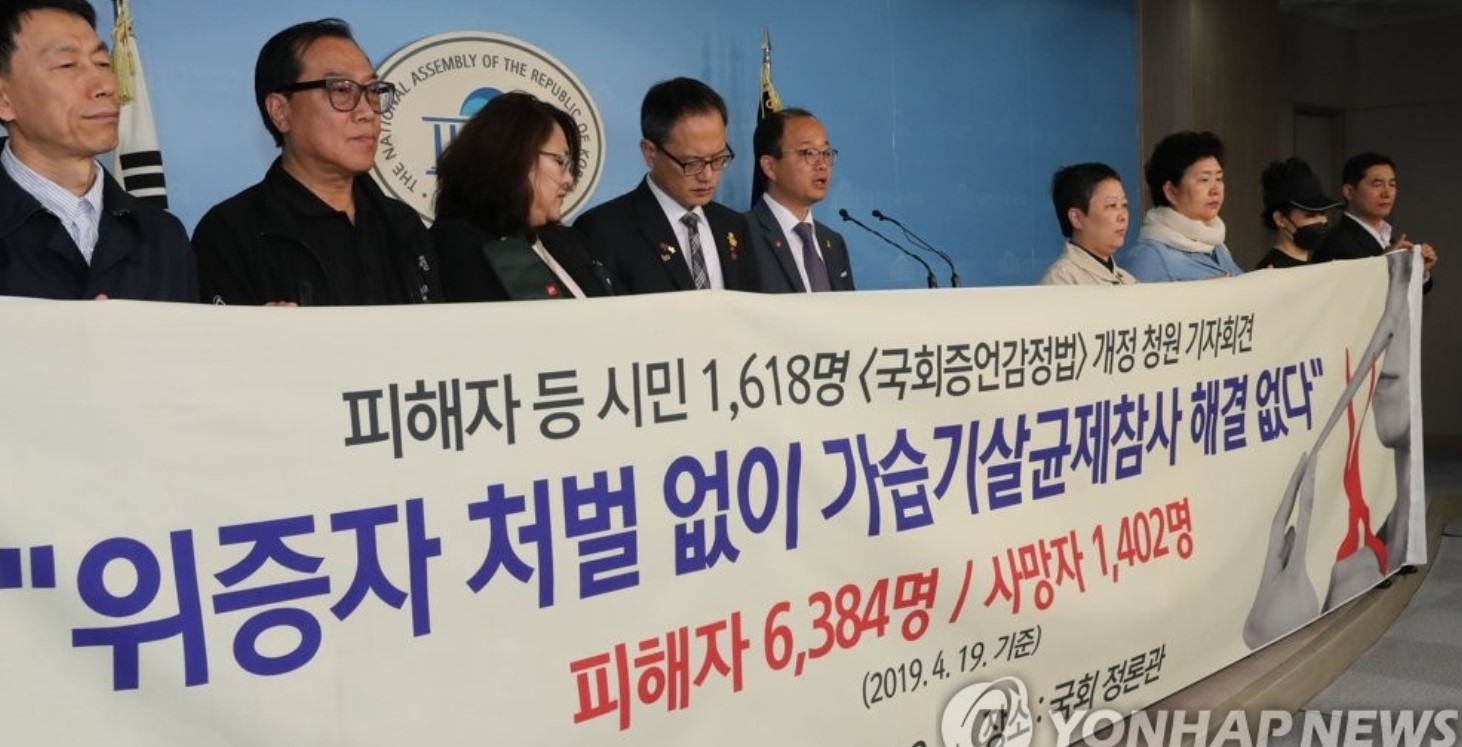 THE NATIONAL ASSEMBLY OF THE REPUBLIC OF KOREA
피해자 등 시민 1,618명 <국회증언감정법> 개정 청원 기자회견
"위증자 처벌 없이 가습기살균제참사 해결 없다"
피해자 6,384명 / 사망자 1,402명
(2019. 4. 19. 기준)
장소 : 국회 정론관
YONHAP NEWS